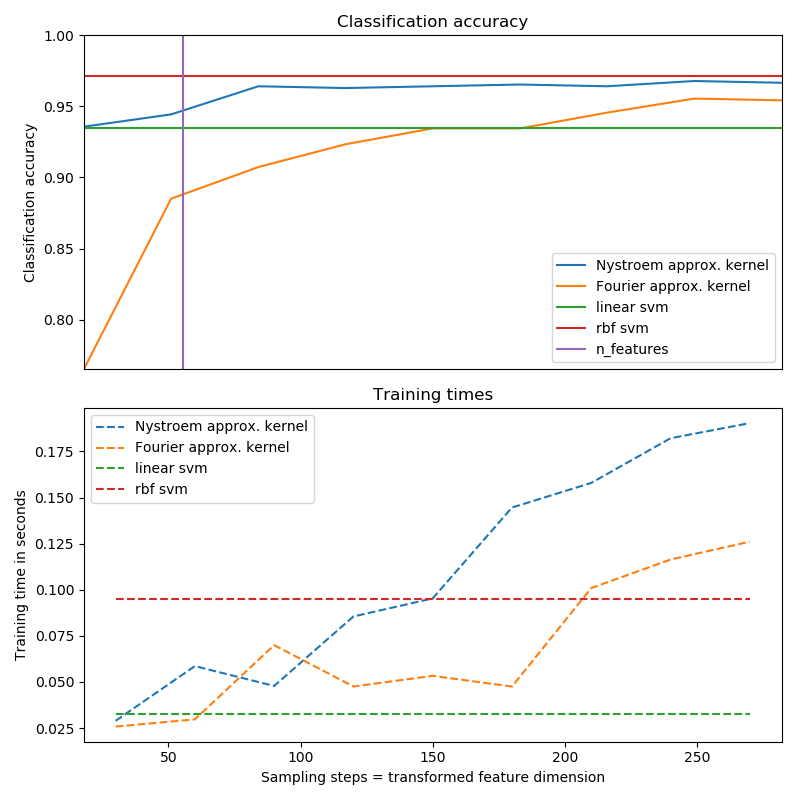 Classification accuracy
1.00
0.95
0.90
0.85
0.80
Classification accuracy
Nystroem approx. kernel
Fourier approx. kernel
linear svm
rbf svm
n_features
Training times
0.175
0.150
0.125
0.100
0.075
0.050
0.025
Training time in seconds
Nystroem approx. kernel
Fourier approx. kernel
linear svm
rbf svm
50 100 150 200 250
Sampling steps = transformed feature dimension